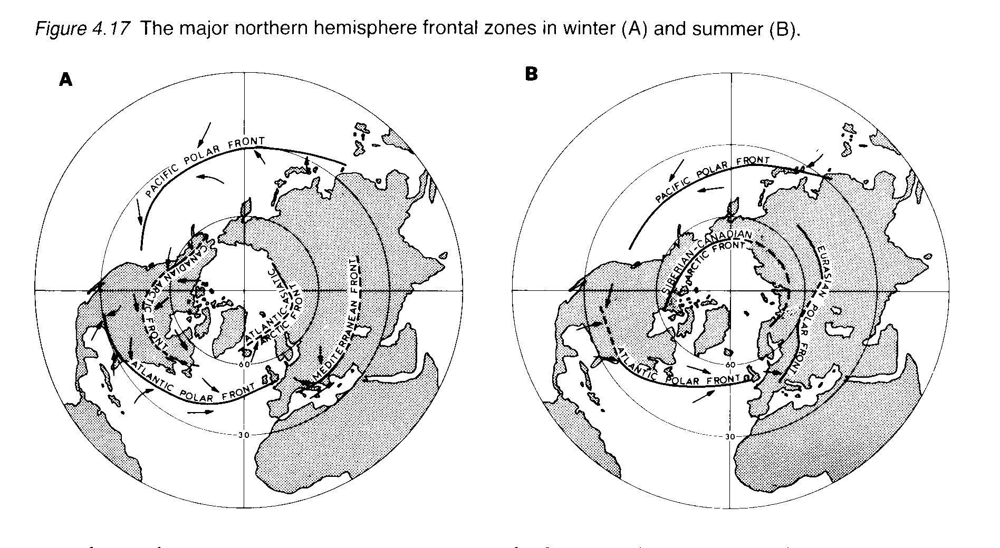 Figure 4.17 The major northern hemisphere frontal zones in winter (A) and summer (B).
A
PACIFIC POLAR FRONT
CANADIAN ARCTIC FRONT
ATLANTIC-ASIATIC
ARCTIC FRONT
MEDITERRANEAN FRONT
60
ATLANTIC POLAR FRONT
30
B
PACIFIC POLAR FRONT
SIBERIAN-CANADIAN
ARCTIC FRONT
EURASIAN POLAR FRONT
60
ATLANTIC POLAR FRONT
30